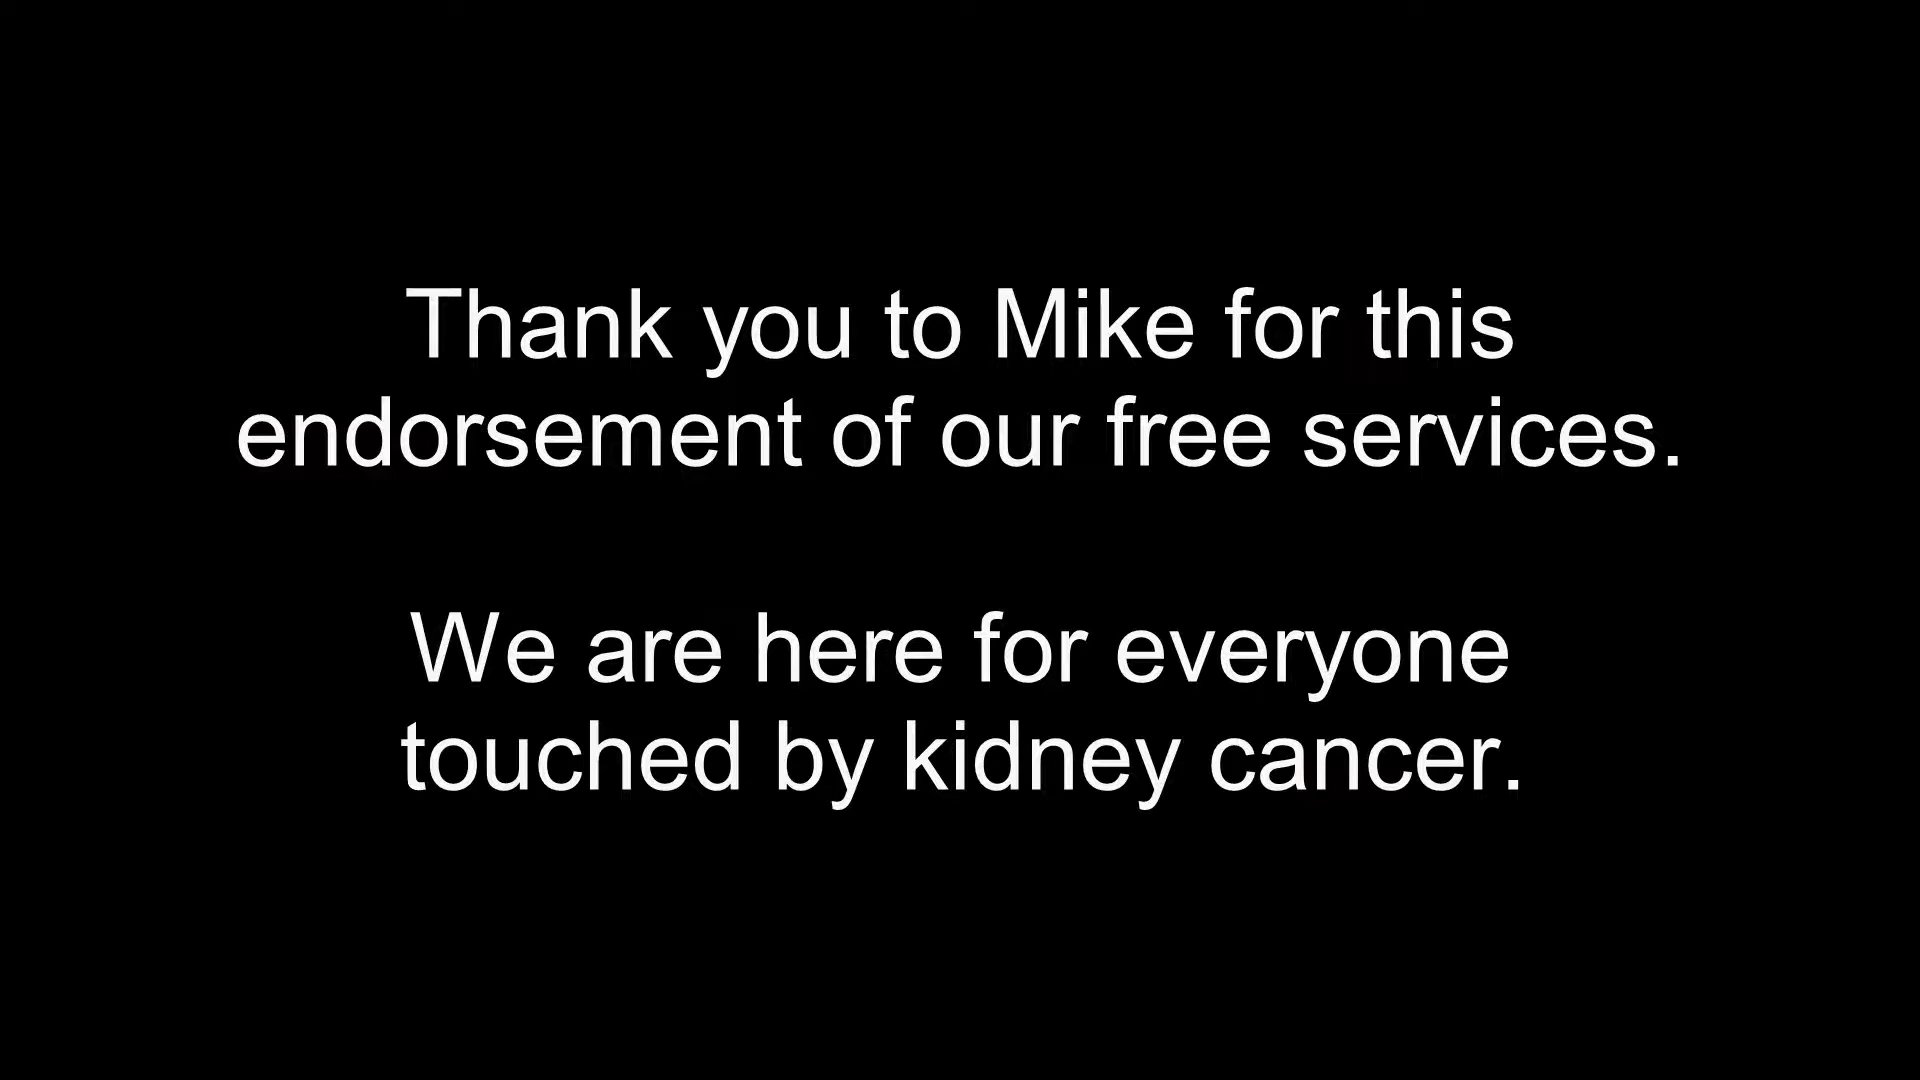 Thank you to Mike for this
endorsement of our free services.
We are here for everyone
touched by kidney cancer.